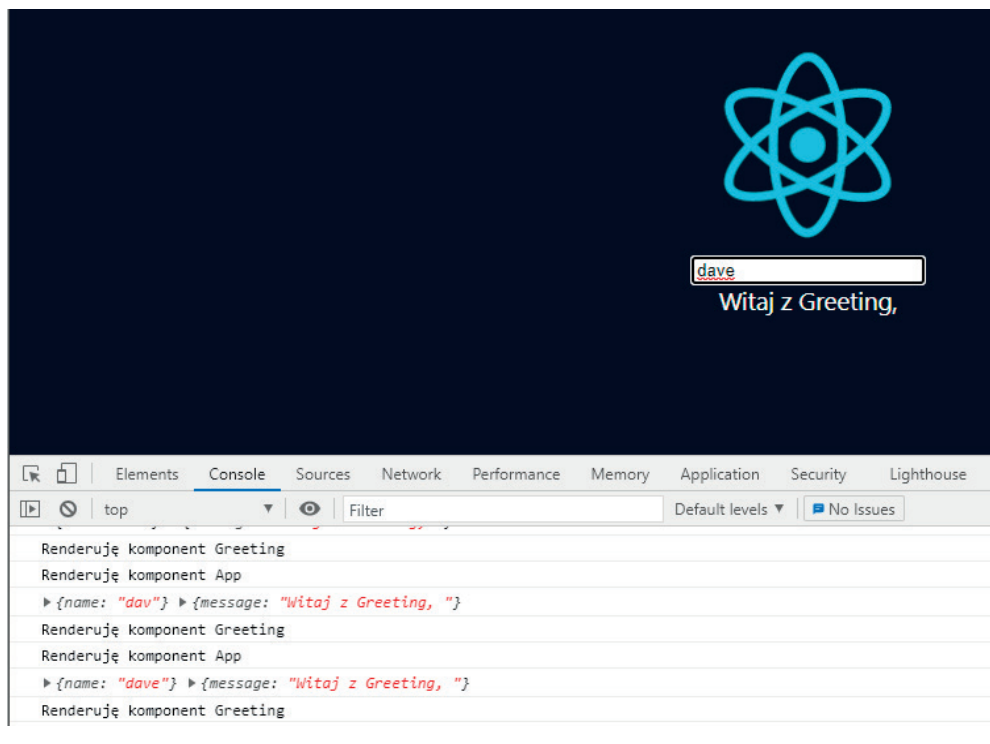 dave
Witaj z Greeting,
Elements Console Sources Network Performance Memory Application Security Lighthouse
top Filter Default levels No Issues
Renderuję komponent Greeting
Renderuję komponent App
{name: "dav"} {message: "Witaj z Greeting, "}
Renderuję komponent Greeting
Renderuję komponent App
{name: "dave"} {message: "Witaj z Greeting, "}
Renderuję komponent Greeting